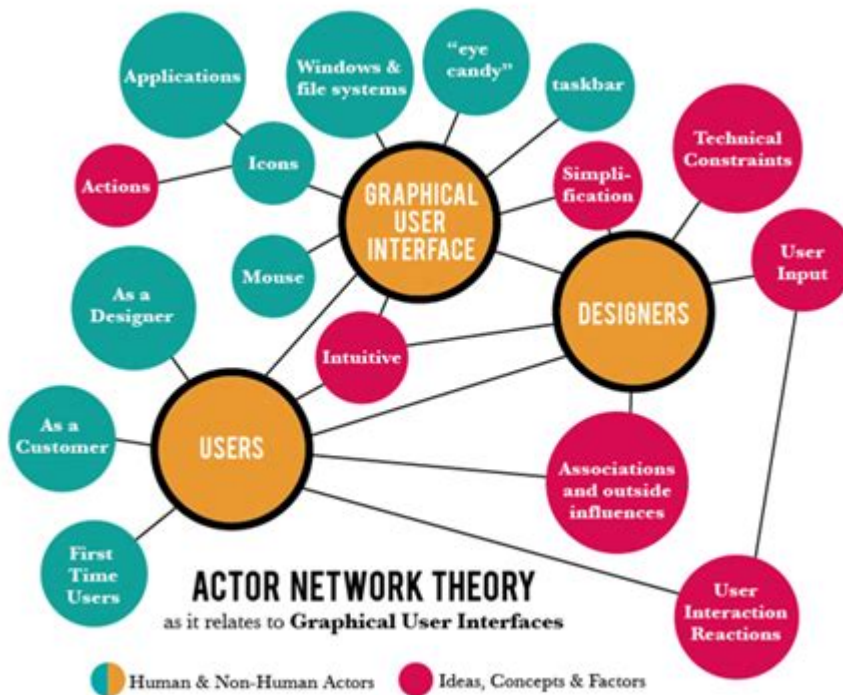 Applications
Windows &
file systems
“eye
candy”
taskbar
Technical
Constraints
Actions
Icons
GRAPHICAL
USER
INTERFACE
Simpli-
fication
User
Input
Mouse
As a
Designer
DESIGNERS
Intuitive
As a
Customer
USERS
Associations
and outside
influences
First
Time
Users
ACTOR NETWORK THEORY
as it relates to Graphical User Interfaces
User
Interaction
Reactions
Human & Non-Human Actors
Ideas, Concepts & Factors